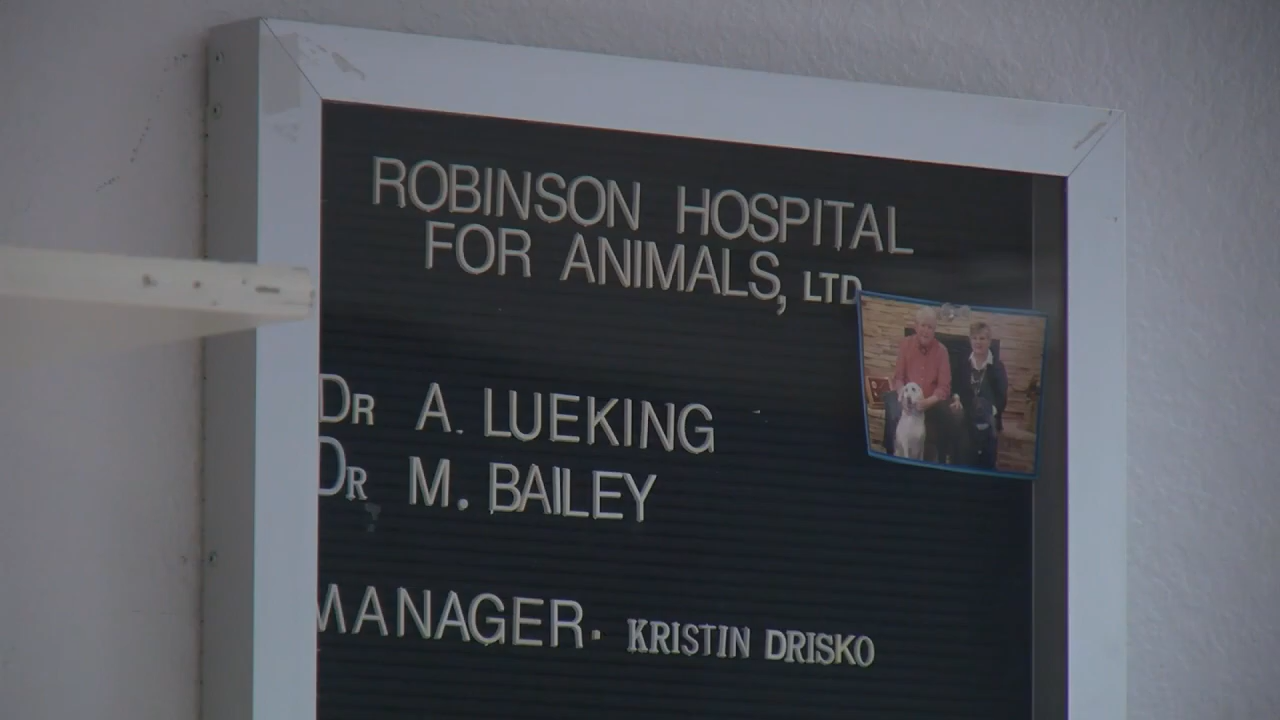 ROBINSON HOSPITAL
FOR ANIMALS, LTD
DR A. LUEKING
DR M. BAILEY
MANAGER. KRISTIN DRISKO